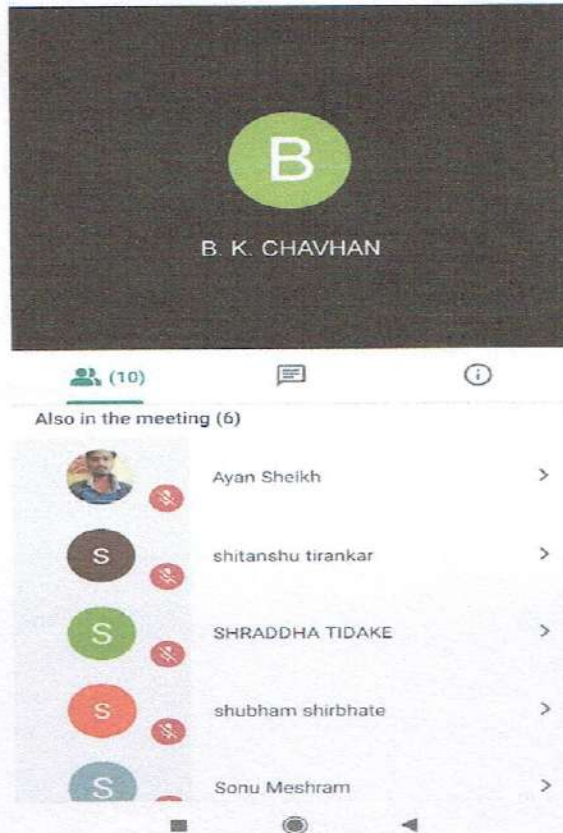 B
B. K. CHAVHAN
(10)
Also in the meeting (6)
Ayan Sheikh
S
shitanshu tirankar
S
SHRADDHA TIDAKE
S
shubham shirbhate
S
Sonu Meshram